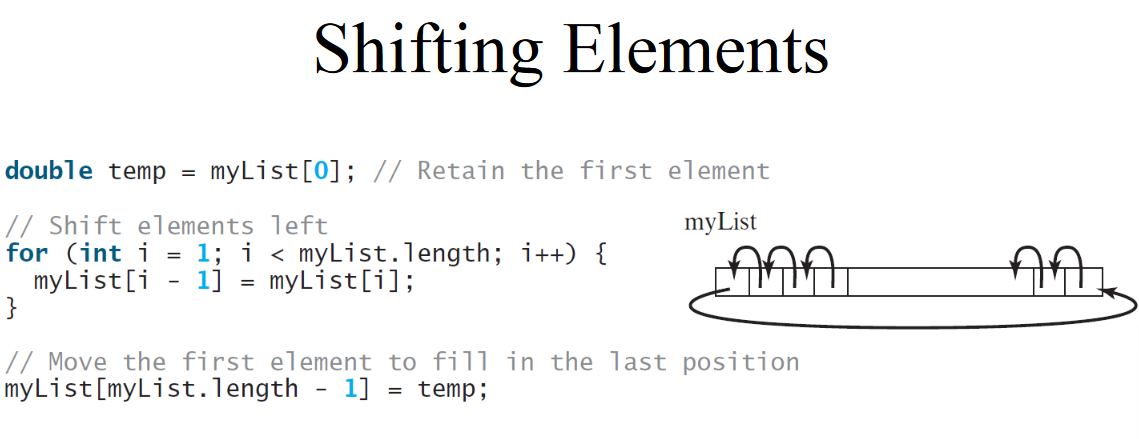 Shifting Elements
double temp = myList[0]; // Retain the first element
// Shift elements left
for (int i = 1; i < myList.length; i++) {
  myList[i - 1] = myList[i];
}
myList
// Move the first element to fill in the last position
myList[myList.length - 1] = temp;